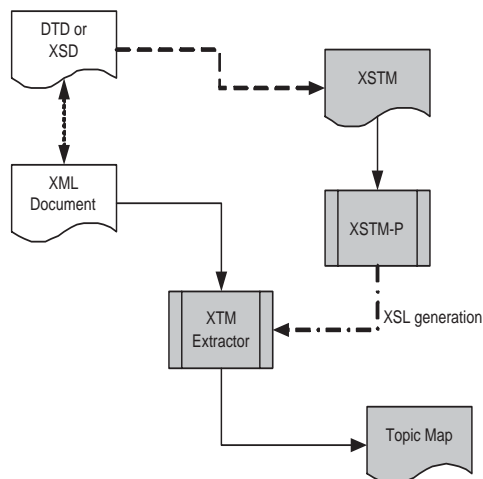 DTD or
XSD
XSTM
XML
Document
XSTM-P
XTM
Extractor
XSL generation
Topic Map